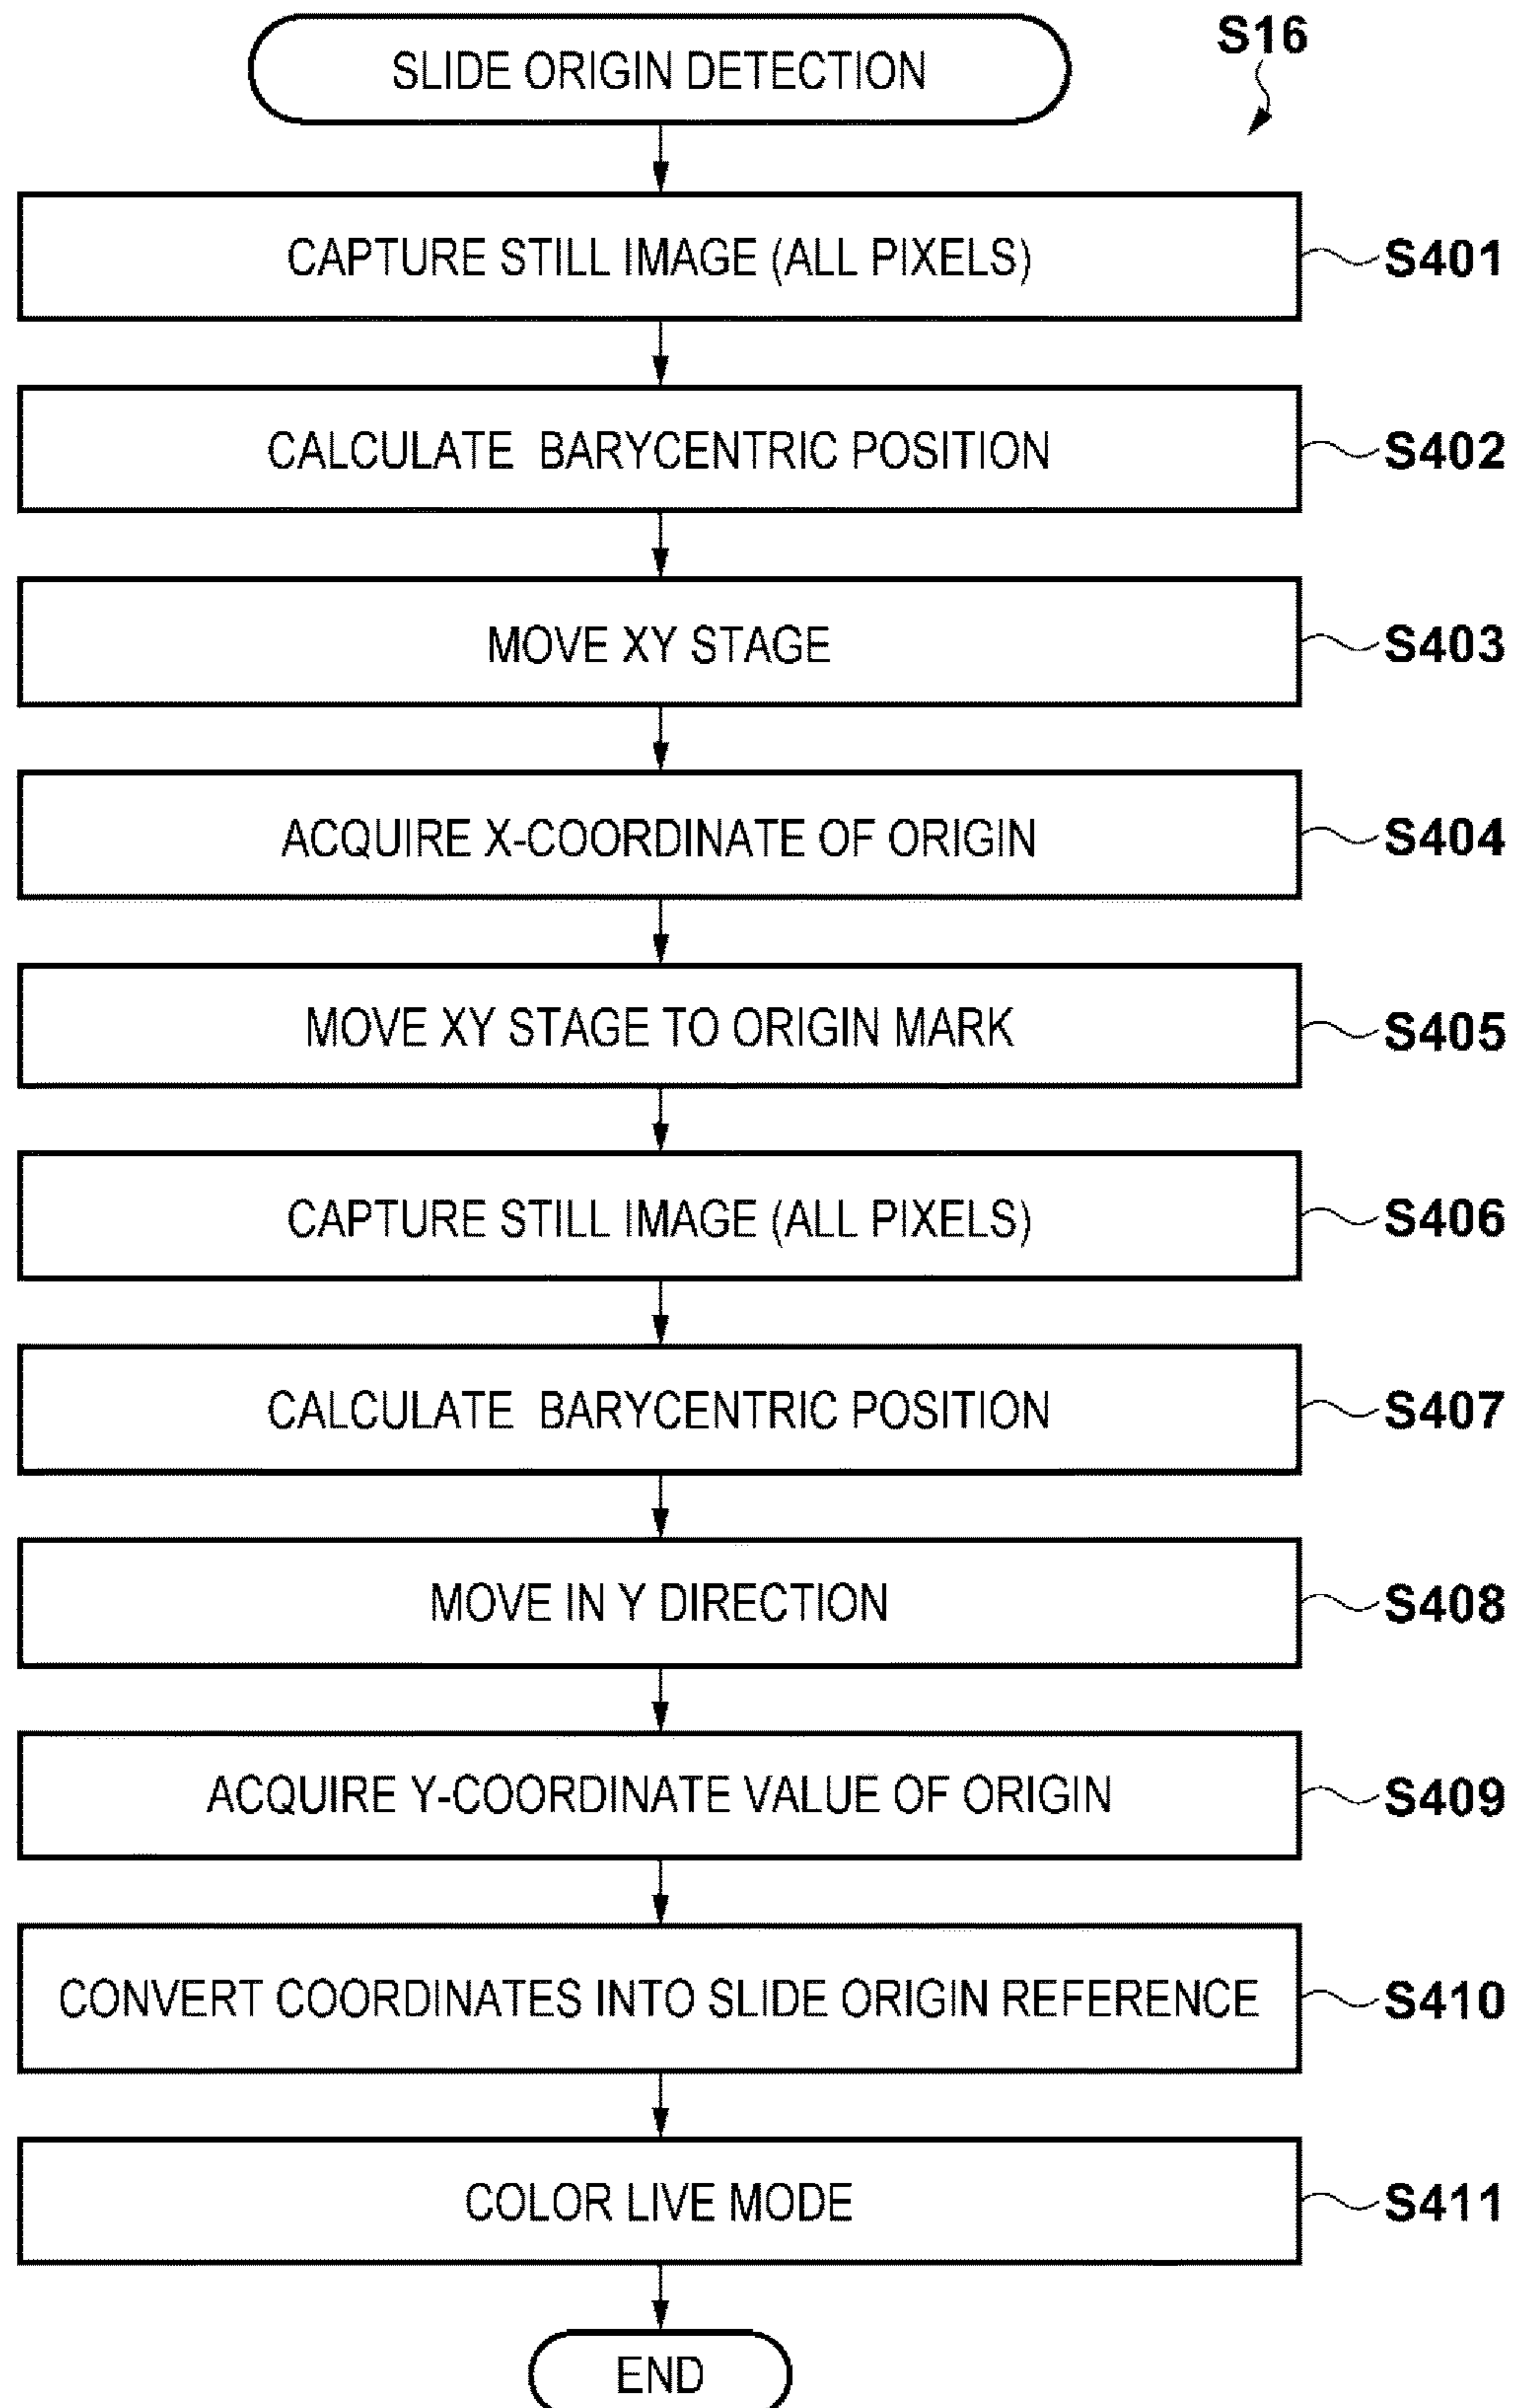 SLIDE ORIGIN DETECTION
S16
CAPTURE STILL IMAGE (ALL PIXELS)
S401
CALCULATE BARYCENTRIC POSITION
S402
MOVE XY STAGE
S403
ACQUIRE X-COORDINATE OF ORIGIN
S404
MOVE XY STAGE TO ORIGIN MARK
S405
CAPTURE STILL IMAGE (ALL PIXELS)
S406
CALCULATE BARYCENTRIC POSITION
S407
MOVE IN Y DIRECTION
S408
ACQUIRE Y-COORDINATE VALUE OF ORIGIN
S409
CONVERT COORDINATES INTO SLIDE ORIGIN REFERENCE
S410
COLOR LIVE MODE
S411
END